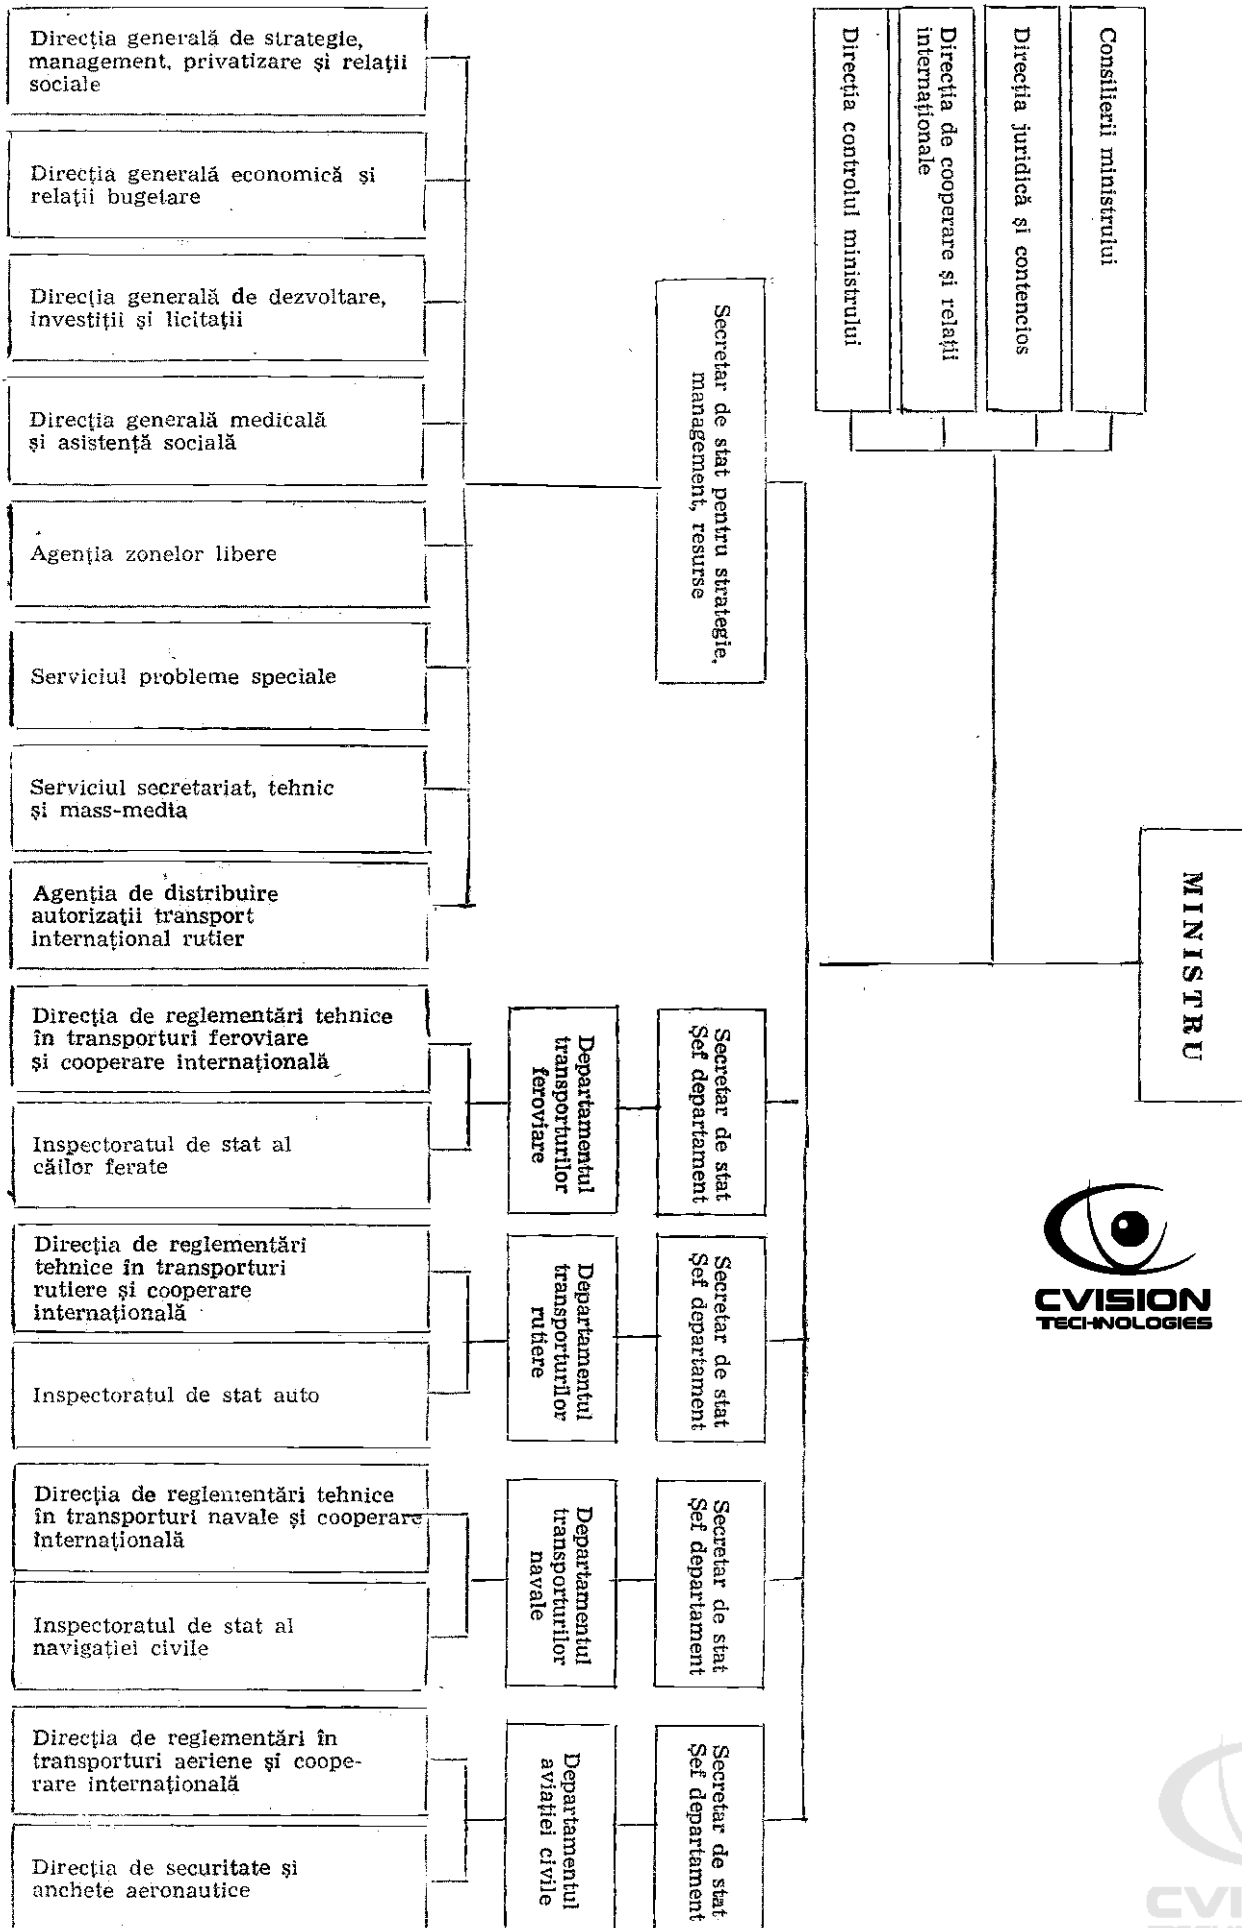 MINISTRU
Consilierii ministrului
Direcția juridică și contencios
Direcția de cooperare și relații
internaționale
Direcția controlul ministrului
Secretar de stat pentru strategie,
management, resurse
Direcția generală de strategie,
management, privatizare și relații
sociale
Direcția generală economică și
relații bugetare
Direcția generală de dezvoltare,
investiții și licitații
Direcția generală medicală
și asistență socială
Agenția zonelor libere
Serviciul probleme speciale
Serviciul secretariat, tehnic
și mass-media
Agenția de distribuire
autorizații transport
internațional rutier
Secretar de stat
Șef departament
Departamentul
transporturilor
feroviare
Direcția de reglementări tehnice
în transporturi feroviare
și cooperare internațională
Inspectoratul de stat al
căilor ferate
Secretar de stat
Șef departament
Departamentul
transporturilor
rutiere
Direcția de reglementări
tehnice în transporturi
rutiere și cooperare
internațională
Inspectoratul de stat auto
Secretar de stat
Șef departament
Departamentul
transporturilor
navale
Direcția de reglementări tehnice
în transporturi navale și cooperare
internațională
Inspectoratul de stat al
navigației civile
Secretar de stat
Șef departament
Departamentul
aviației civile
Direcția de reglementări în
transporturi aeriene și coope-
rare internațională
Direcția de securitate și
anchete aeronautice
CVISION
TECHNOLOGIES
CVI